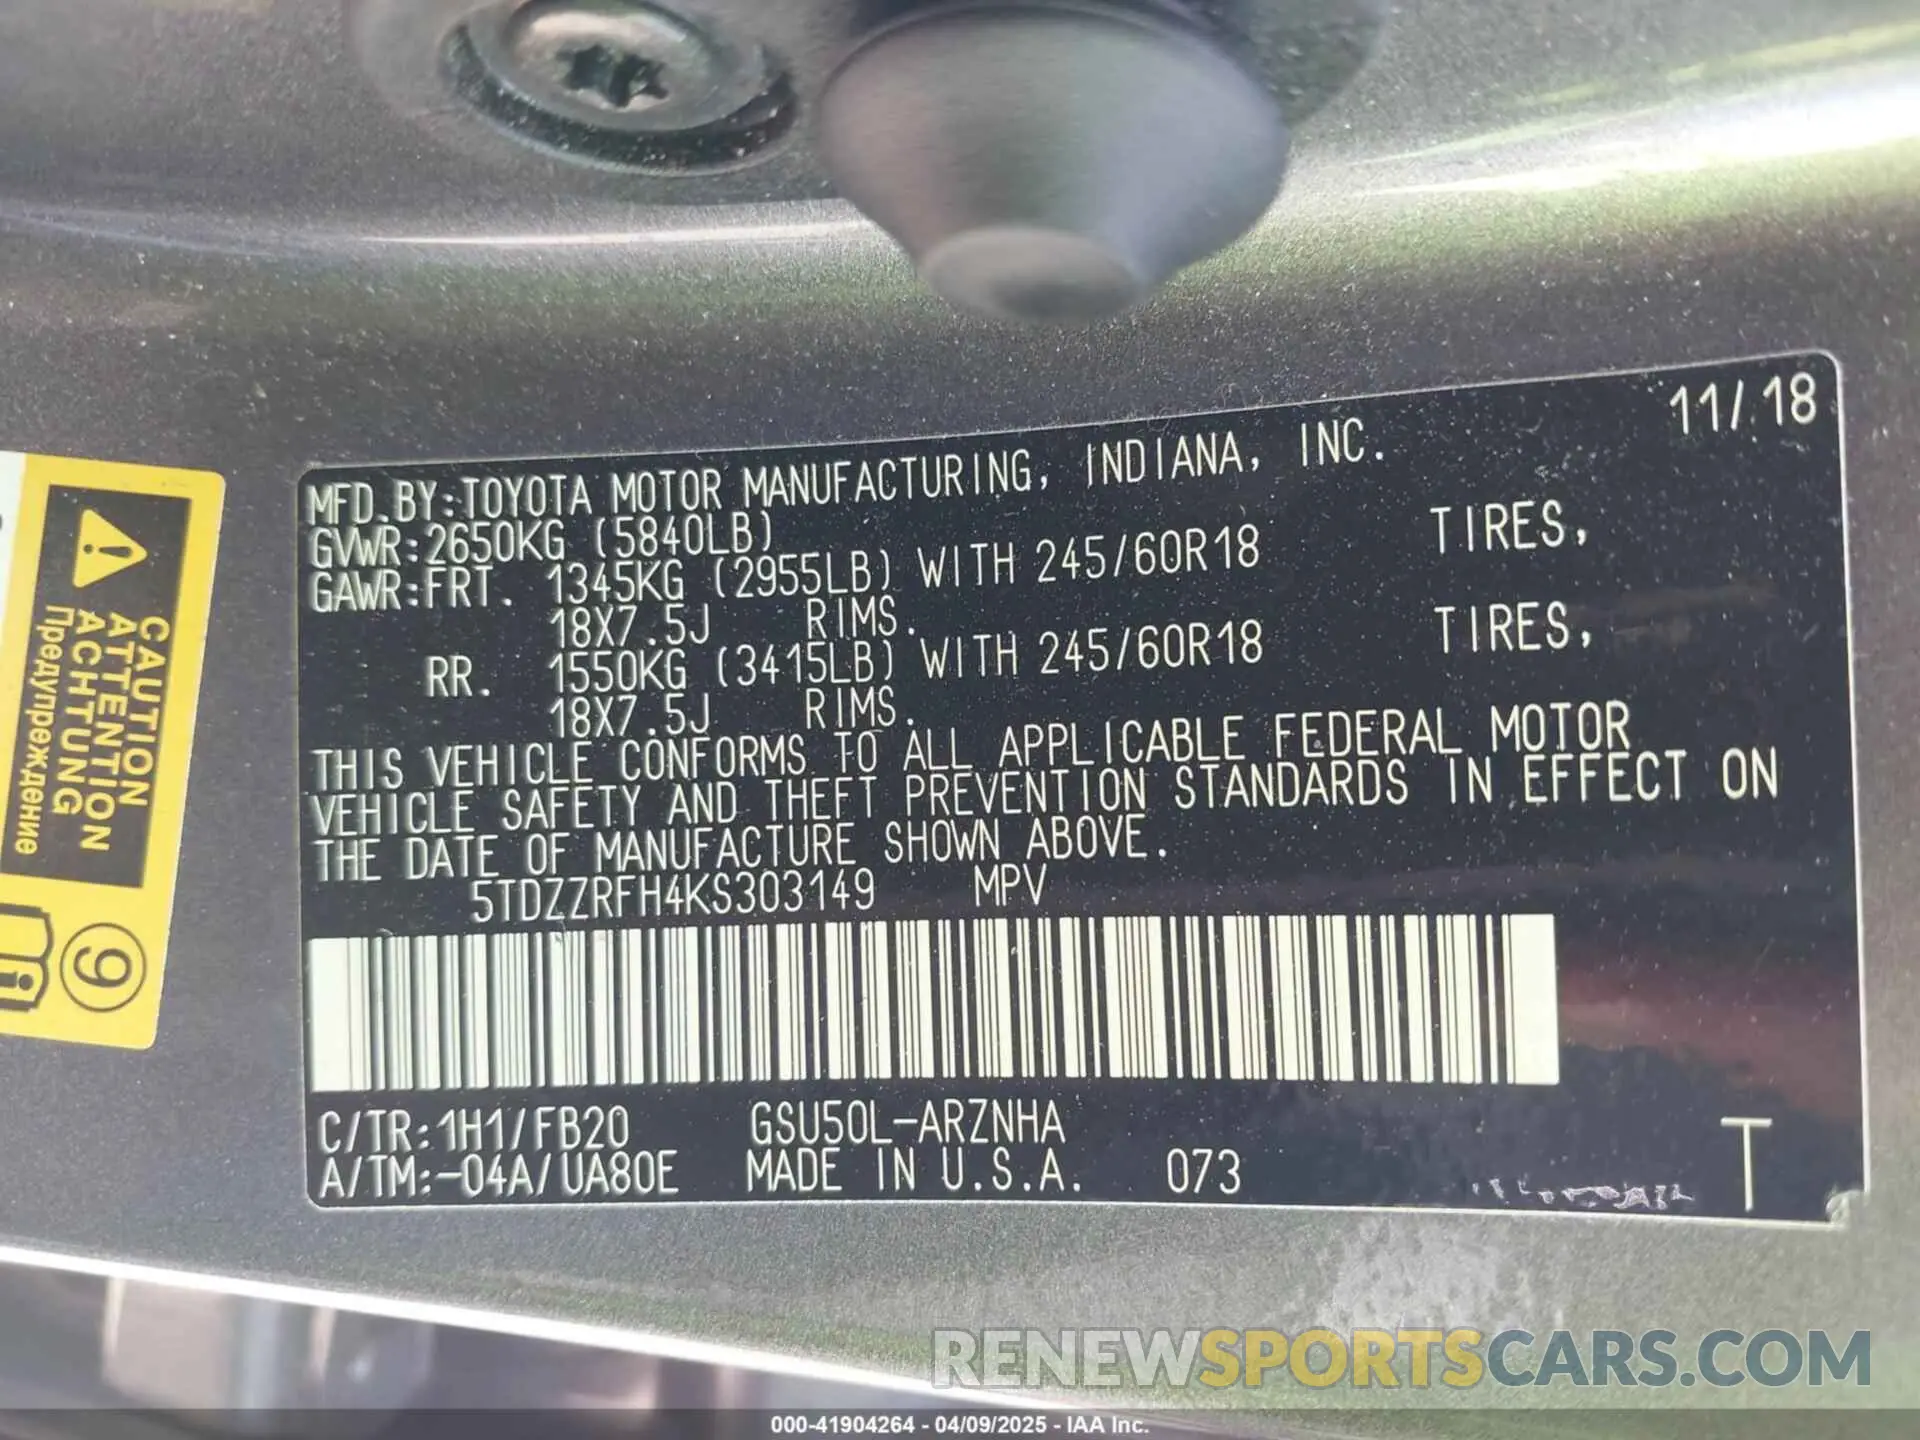 11/18
MFD.BY:TOYOTA MOTOR MANUFACTURING, INDIANA, INC.
GVWR:2650KG (5840LB)
GAWR:FRT. 1345KG (2955LB) WITH 245/60R18 TIRES,
18X7.5J RIMS.
RR. 1550KG (3415LB) WITH 245/60R18 TIRES,
18X7.5J RIMS.
THIS VEHICLE CONFORMS TO ALL APPLICABLE FEDERAL MOTOR
VEHICLE SAFETY AND THEFT PREVENTION STANDARDS IN EFFECT ON
THE DATE OF MANUFACTURE SHOWN ABOVE.
5TDZZRFH4KS303149 MPV
C/TR:1H1/FB20 GSU50L-ARZNHA
A/TM:-04A/UA80E MADE IN U.S.A. 073
T
CAUTION
ATTENTION
ACHTUNG
Предупреждение
RENEWSPORTSCARS.COM
000-41904264 - 04/09/2025 - IAA Inc.